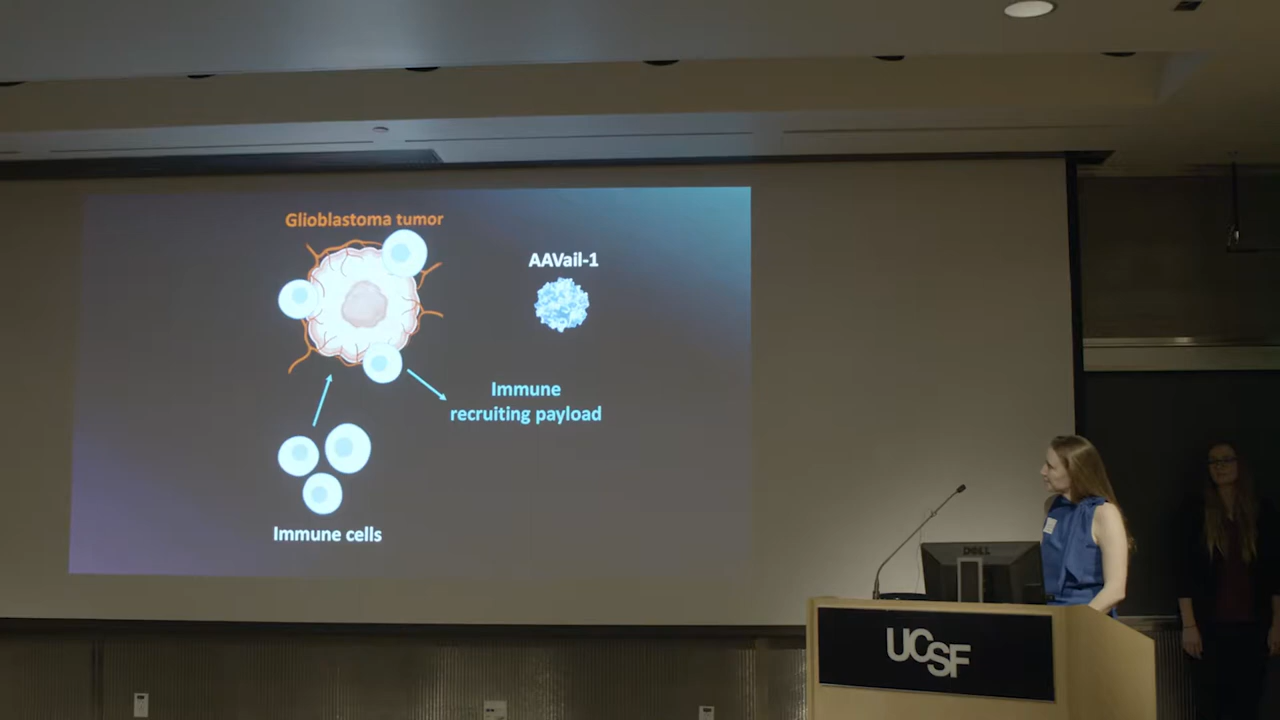 Glioblastoma tumor
AAVail-1
Immune
recruiting payload
Immune cells
DELL
UCSF